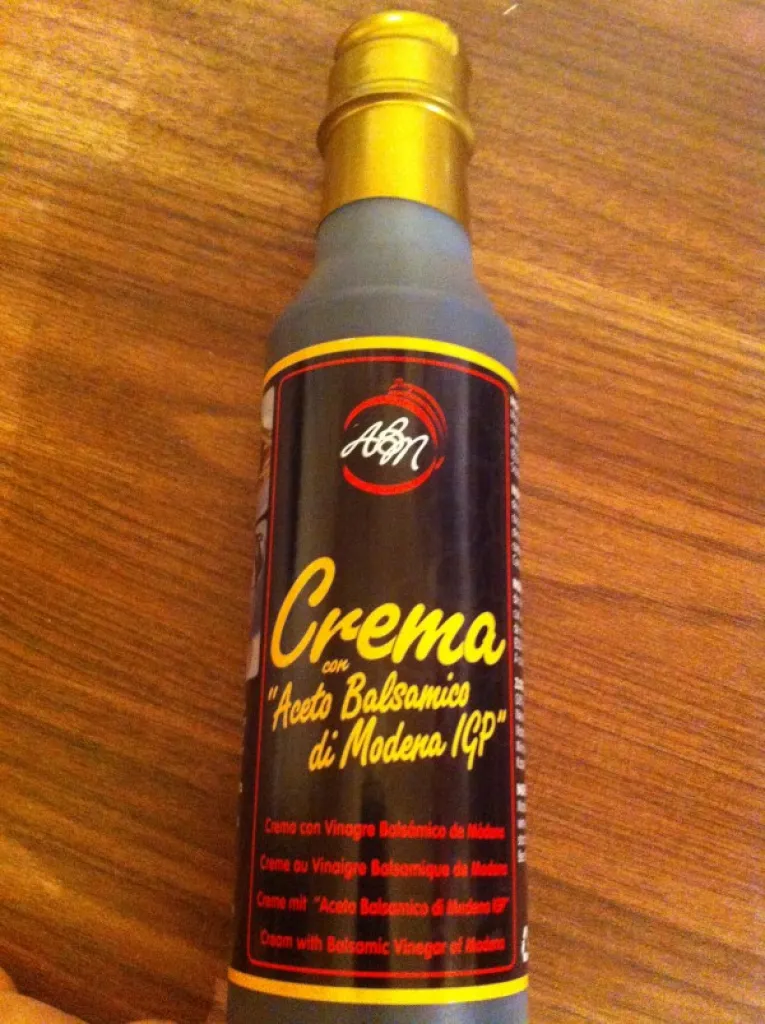 ABM
Crema
con
"Aceto Balsamico
di Modena IGP"
Crema con Vinagre Balsámico de Módena
Creme au Vinaigre Balsamique de Modena
Creme mit "Aceto Balsamico di Modena IGP"
Cream with Balsamic Vinegar of Modena